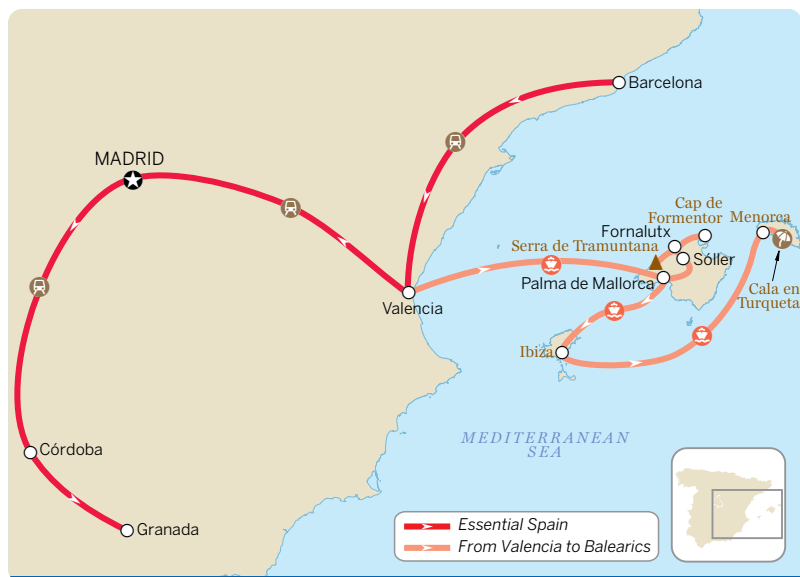 Barcelona
MADRID
Cap de
Formentor
Menorca
Fornalutx
Serra de Tramuntana
Sóller
Palma de Mallorca
Cala en
Turqueta
Valencia
Ibiza
MEDITERRANEAN
SEA
Córdoba
Granada
Essential Spain
From Valencia to Balearics